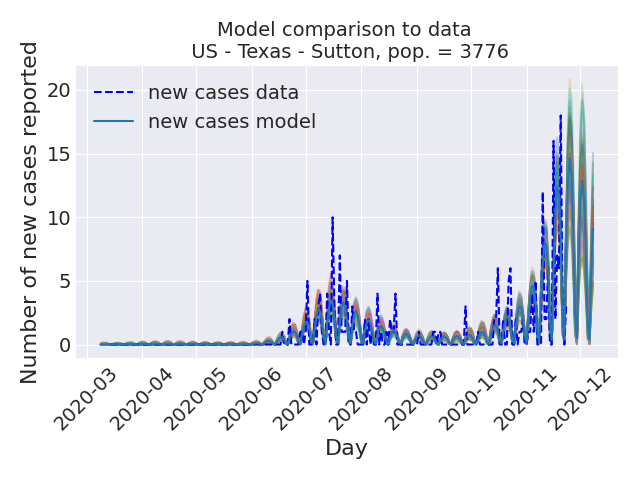 Model comparison to data
US - Texas - Sutton, pop. = 3776
new cases data
new cases model
Number of new cases reported
20
15
10
5
0
2020-03
2020-04
2020-05
2020-06
2020-07
2020-08
2020-09
2020-10
2020-11
2020-12
Day